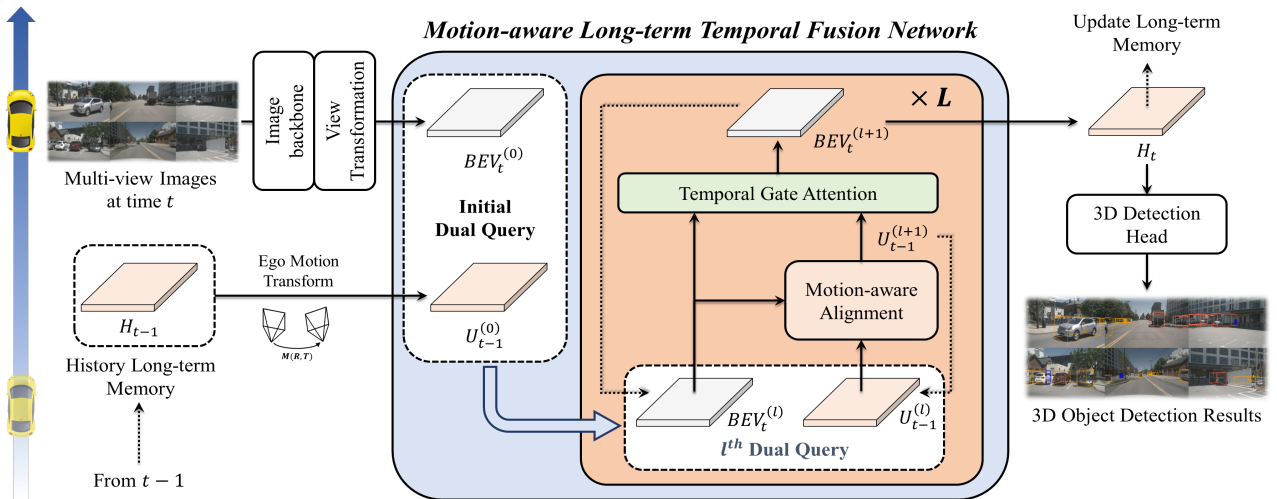 Motion-aware Long-term Temporal Fusion Network
Multi-view Images
at time t
Image
backbone
View
Transformation
BEV_t^{(0)}
Initial
Dual Query
U_{t-1}^{(0)}
H_{t-1}
History Long-term
Memory
From t − 1
Ego Motion
Transform
M(R,T)
× L
BEV_t^{(l+1)}
Temporal Gate Attention
U_{t-1}^{(l+1)}
Motion-aware
Alignment
BEV_t^{(l)}
U_{t-1}^{(l)}
l^{th} Dual Query
Update Long-term
Memory
H_t
3D Detection
Head
3D Object Detection Results